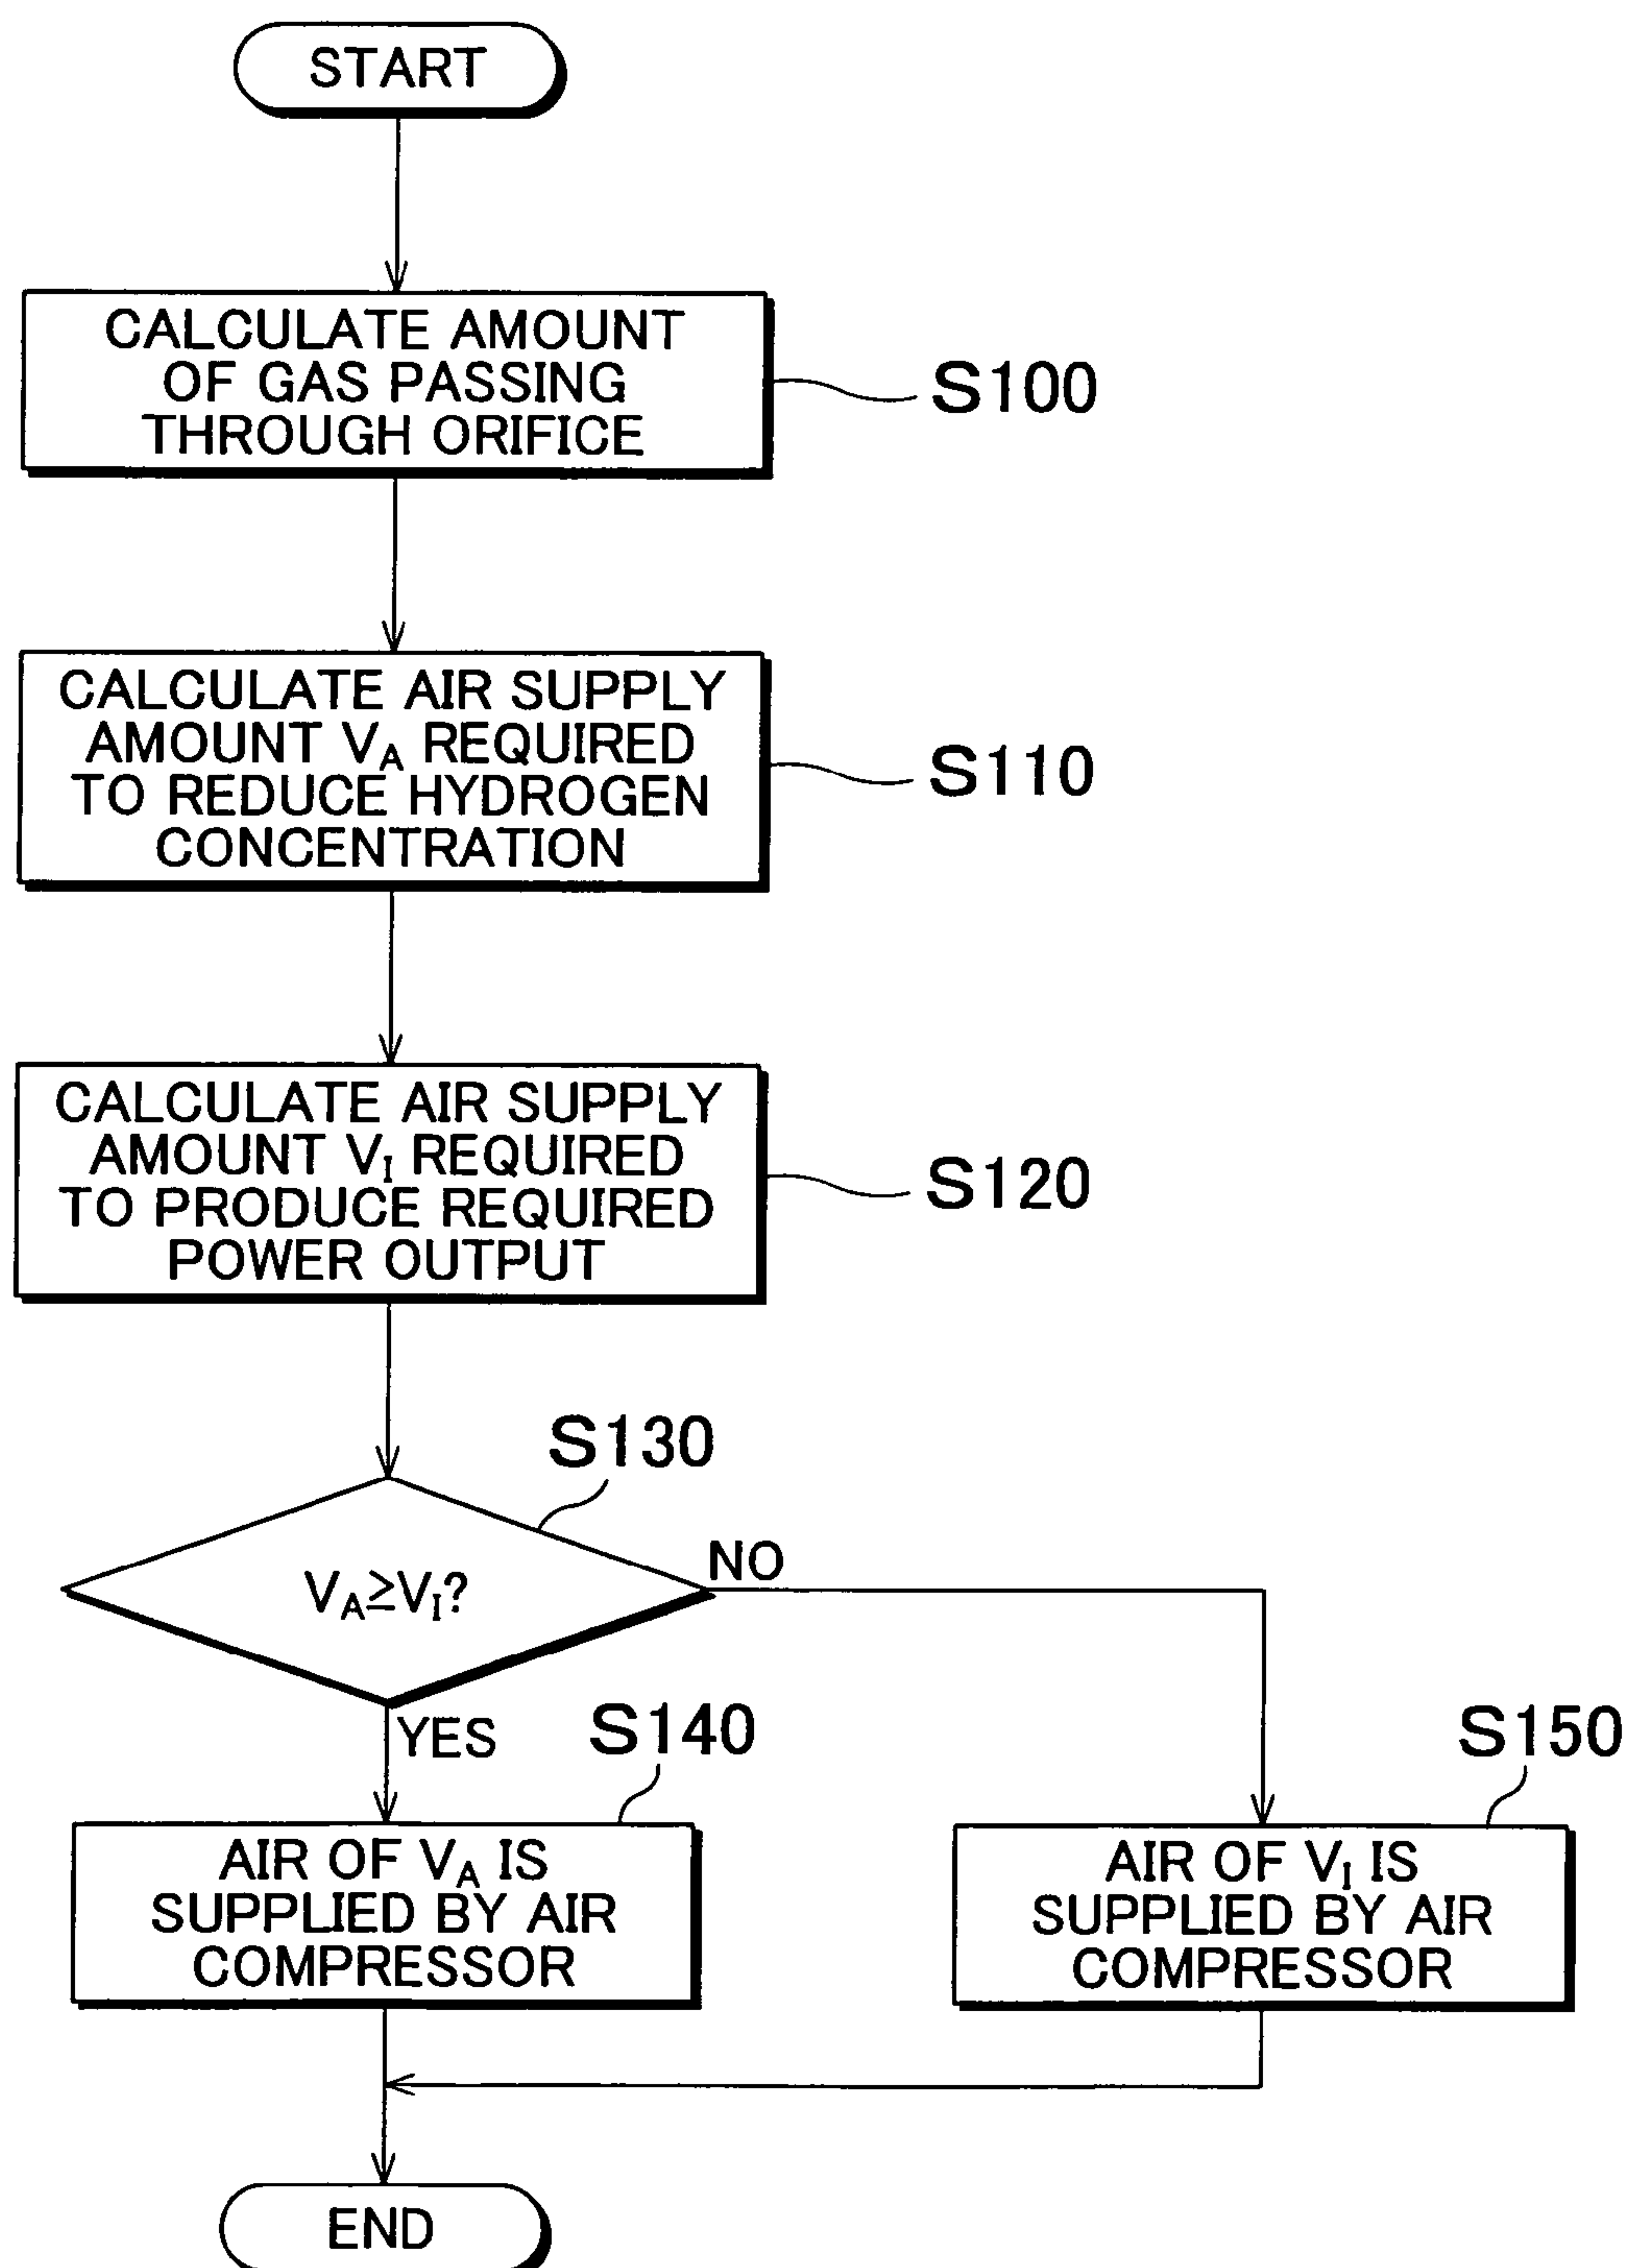 START
CALCULATE AMOUNT
OF GAS PASSING
THROUGH ORIFICE
S100
CALCULATE AIR SUPPLY
AMOUNT VA REQUIRED
TO REDUCE HYDROGEN
CONCENTRATION
S110
CALCULATE AIR SUPPLY
AMOUNT VI REQUIRED
TO PRODUCE REQUIRED
POWER OUTPUT
S120
S130
VA≧VI?
NO
YES
S140
AIR OF VA IS
SUPPLIED BY AIR
COMPRESSOR
S150
AIR OF VI IS
SUPPLIED BY AIR
COMPRESSOR
END